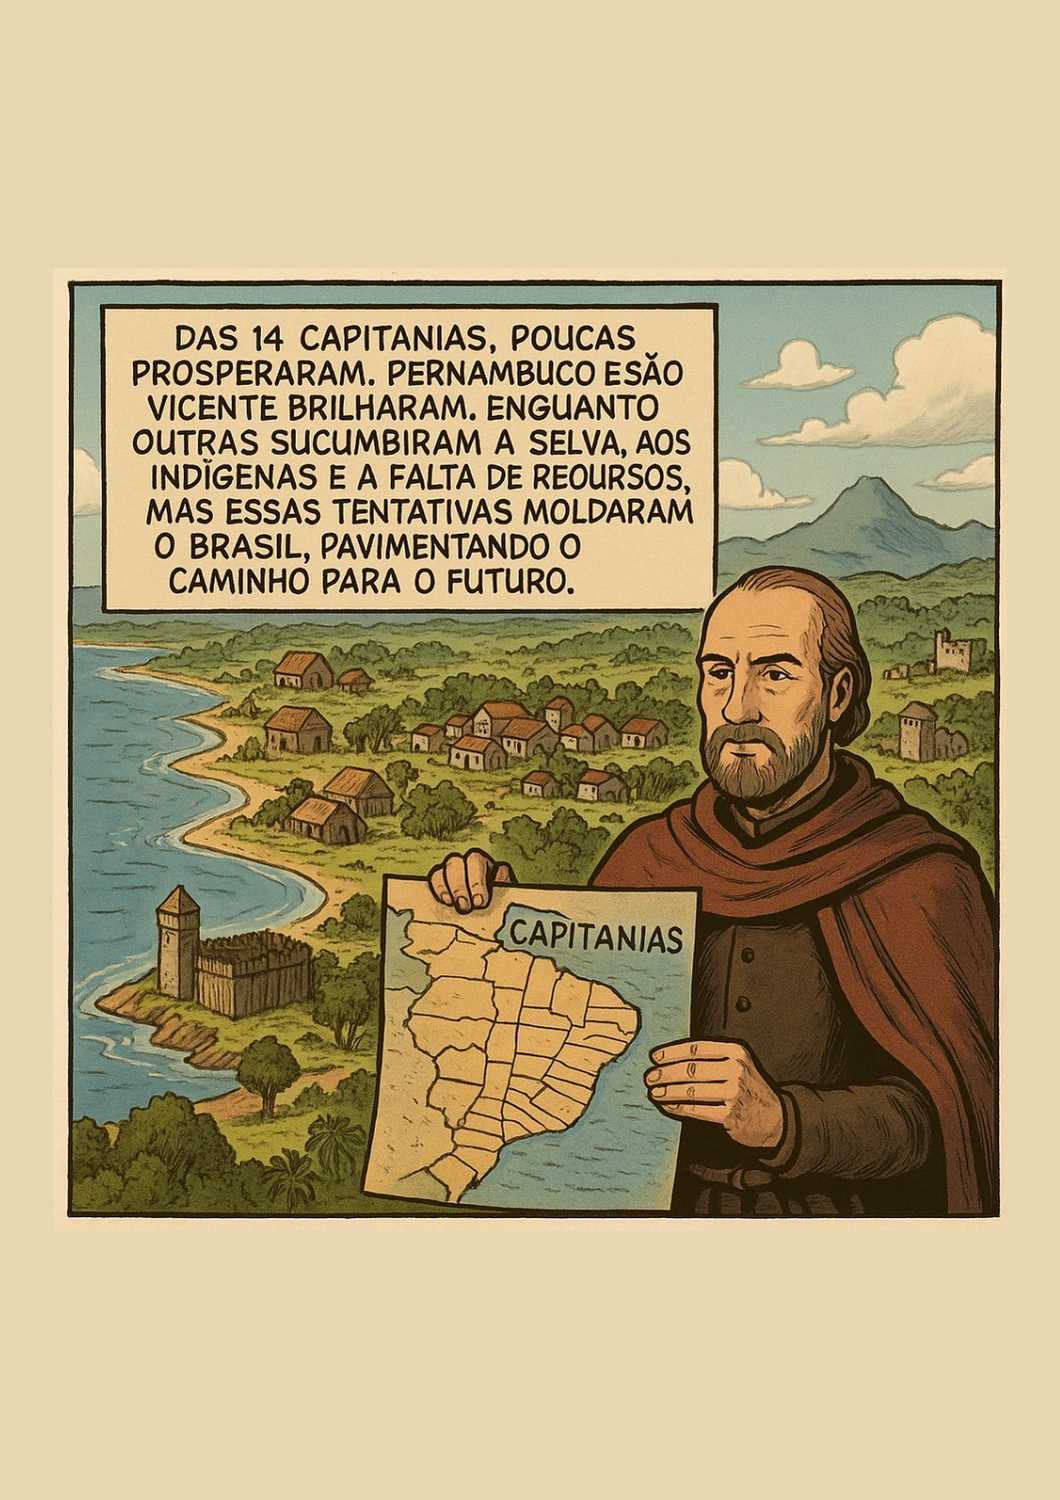 DAS 14 CAPITANIAS, POUCAS
PROSPERARAM. PERNAMBUCO ESÃO
VICENTE BRILHARAM. ENGUANTO
OUTRAS SUCUMBIRAM A SELVA, AOS
INDÏGENAS E A FALTA DE REOURSOS,
MAS ESSAS TENTATIVAS MOLDARAM
O BRASIL, PAVIMENTANDO O
CAMINHO PARA O FUTURO.
CAPITANIAS